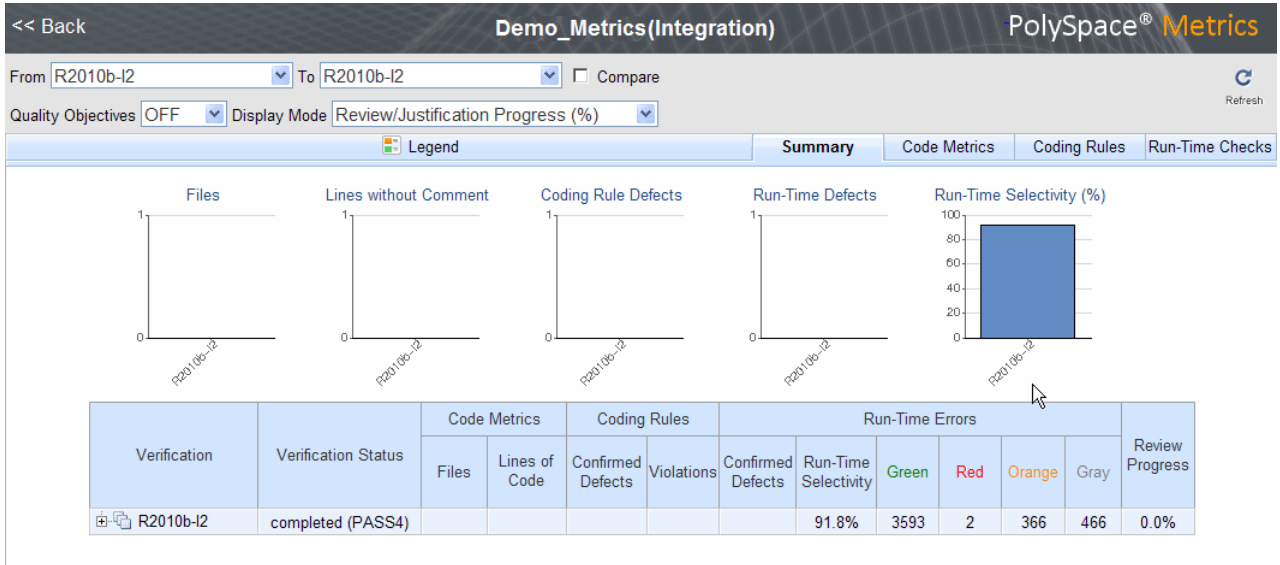 << Back
Demo_Metrics(Integration)
PolySpace® Metrics
From R2010b-I2 To R2010b-I2 Compare
Refresh
Quality Objectives OFF Display Mode Review/Justification Progress (%)
Legend
Summary
Code Metrics
Coding Rules
Run-Time Checks
Files
1
0
R2010b-I2
Lines without Comment
1
0
R2010b-I2
Coding Rule Defects
1
0
R2010b-I2
Run-Time Defects
1
0
R2010b-I2
Run-Time Selectivity (%)
100
80
60
40
20
0
R2010b-I2
Verification
Verification Status
Code Metrics
Coding Rules
Run-Time Errors
Review
Progress
Files
Lines of
Code
Confirmed
Defects
Violations
Confirmed
Defects
Run-Time
Selectivity
Green
Red
Orange
Gray
R2010b-I2 completed (PASS4) 91.8% 3593 2 366 466 0.0%